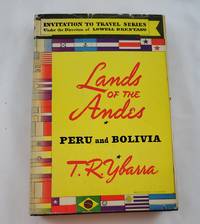 INVITATION TO TRAVEL SERIES
Under the Direction of LOWELL BRENTANO
Lands
OF THE
Andes
PERU AND BOLIVIA
T.R. Ybarra